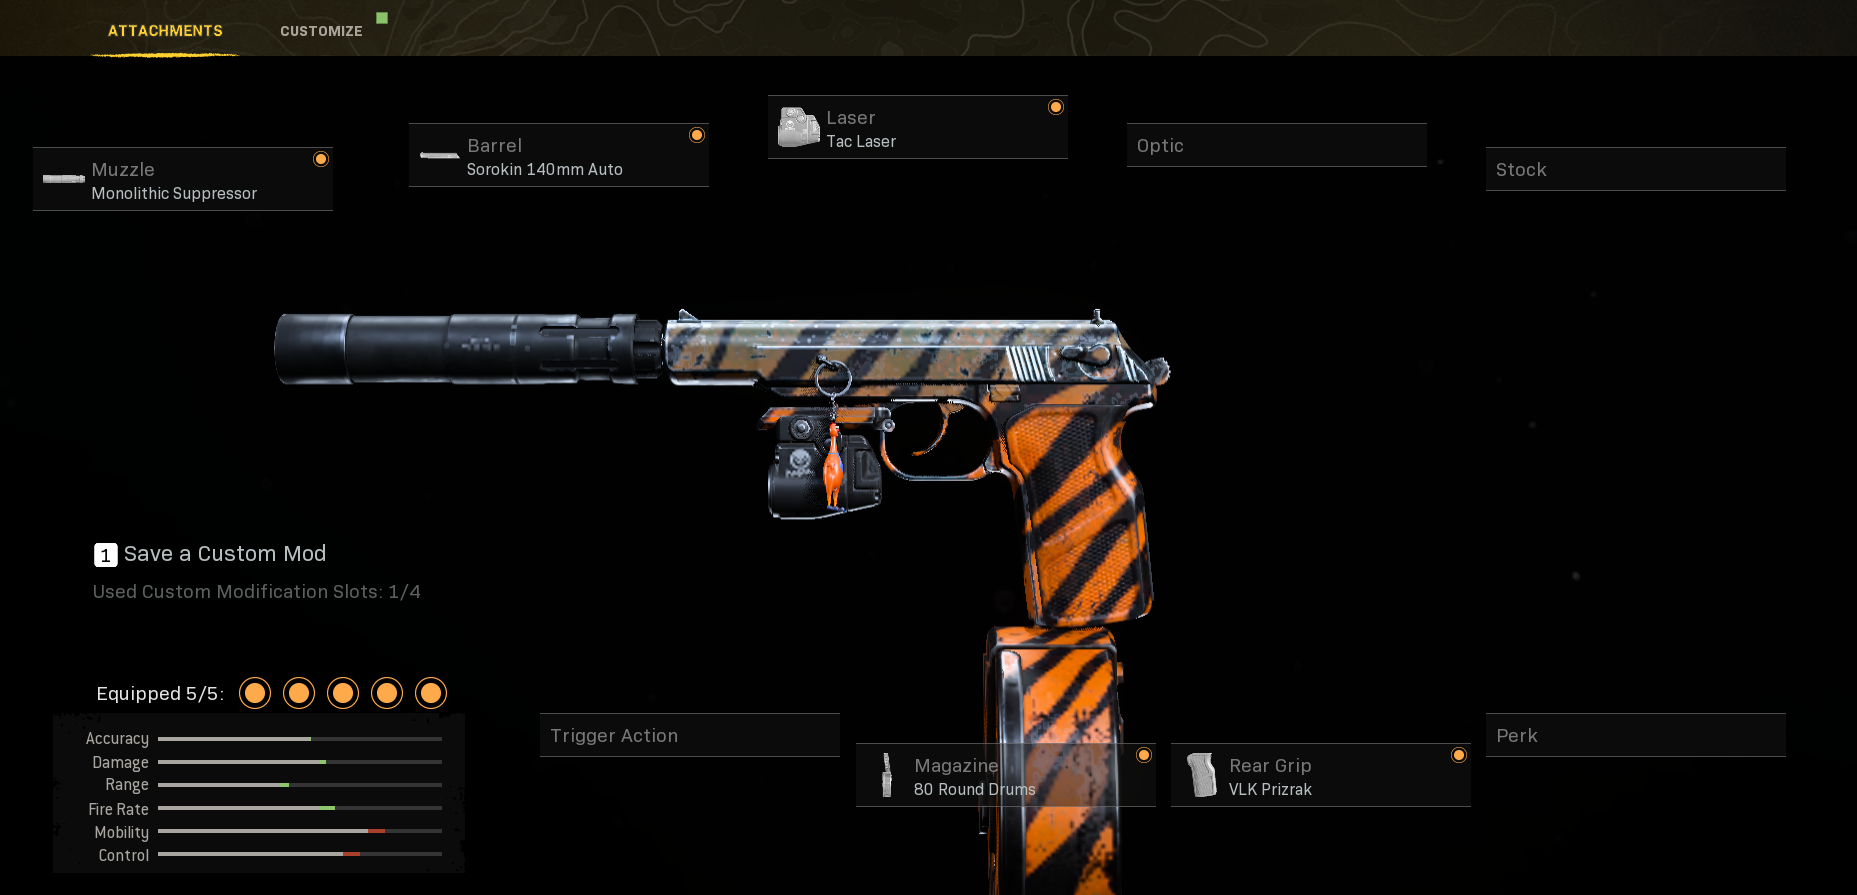 ATTACHMENTS
CUSTOMIZE
Laser
Tac Laser
Barrel
Sorokin 140mm Auto
Optic
Muzzle
Monolithic Suppressor
Stock
1 Save a Custom Mod
Used Custom Modification Slots: 1/4
Equipped 5/5:
Accuracy
Damage
Range
Fire Rate
Mobility
Control
Trigger Action
Magazine
80 Round Drums
Rear Grip
VLK Prizrak
Perk